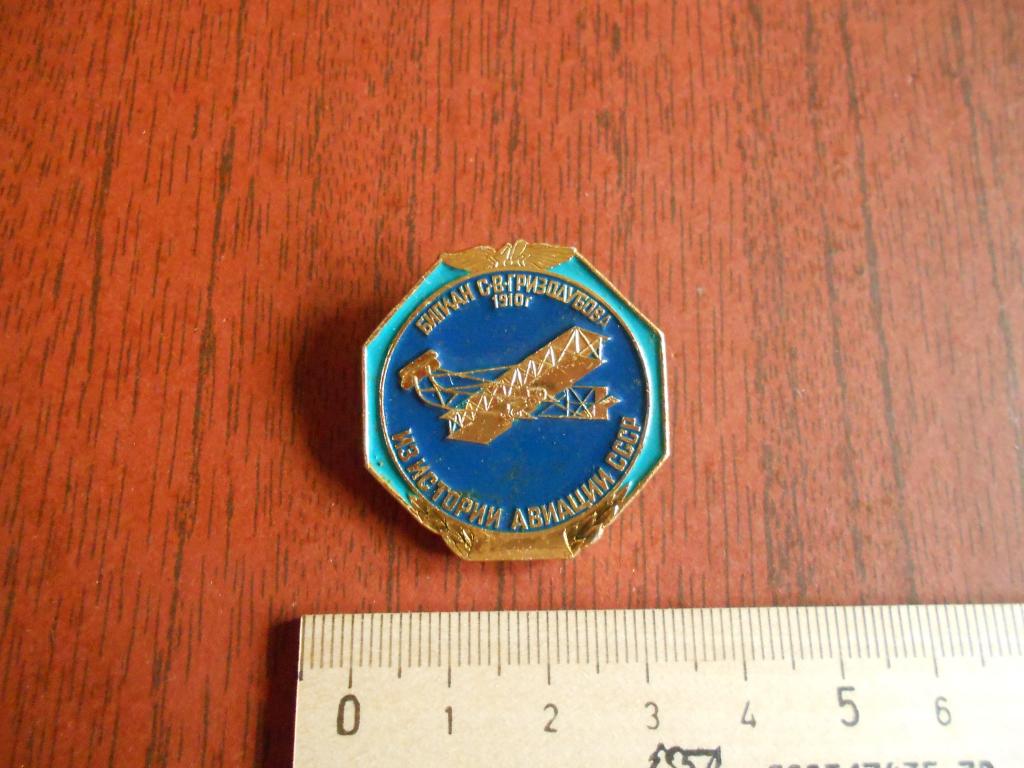 БИПЛАН С·В·ГРИЗОДУБОВА
1910г
ИЗ ИСТОРИИ АВИАЦИИ СССР
0 1 2 3 4 5 6